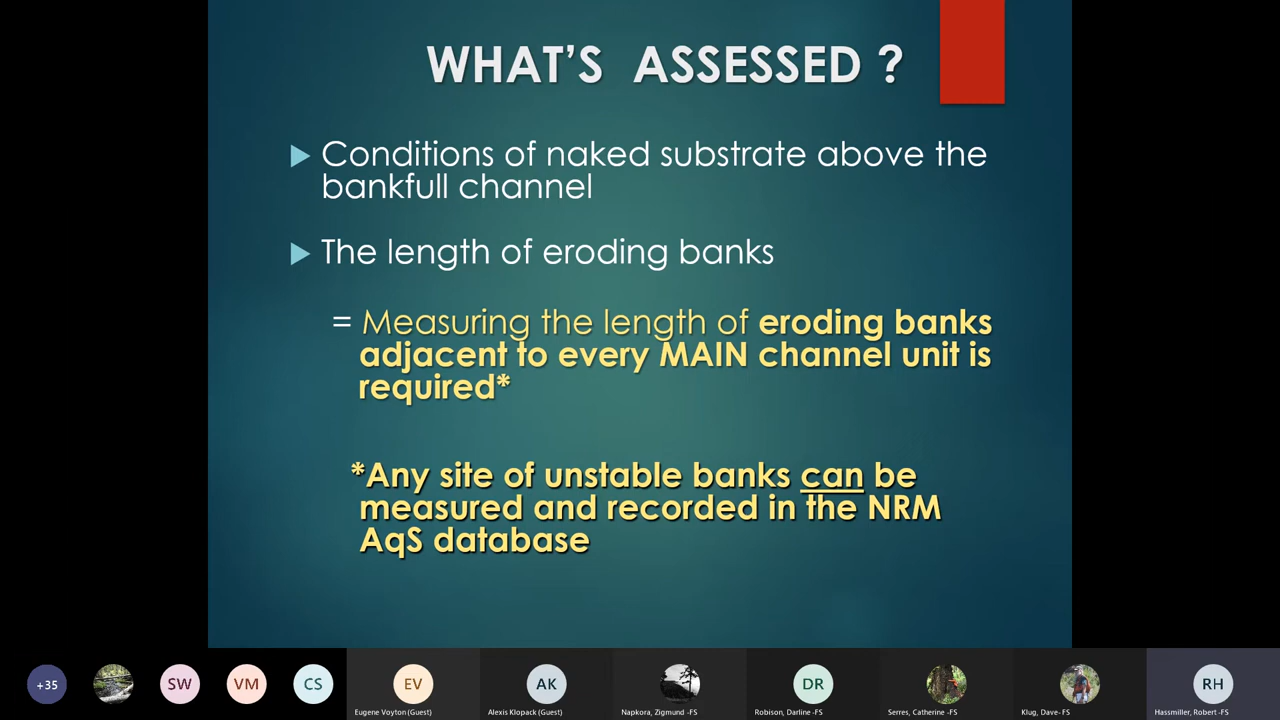 WHAT'S ASSESSED ?
Conditions of naked substrate above the
bankfull channel
The length of eroding banks
= Measuring the length of eroding banks
adjacent to every MAIN channel unit is
required*
*Any site of unstable banks can be
measured and recorded in the NRM
AqS database
+35 SW VM CS EV AK DR RH
Eugene Voyton (Guest) Alexis Klopack (Guest) Napkora, Zigmund -FS Robison, Darline -FS Serres, Catherine -FS Klug, Dave- FS Hassmiller, Robert -FS